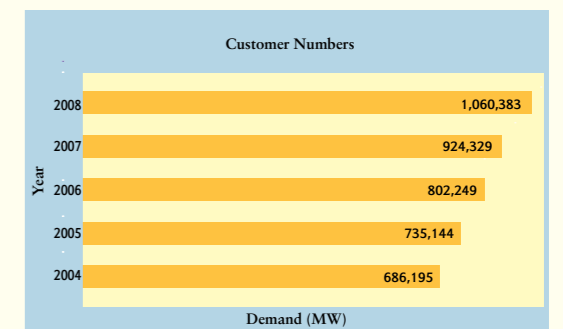 Customer Numbers
2008 1,060,383
2007 924,329
Year
2006 802,249
2005 735,144
2004 686,195
Demand (MW)